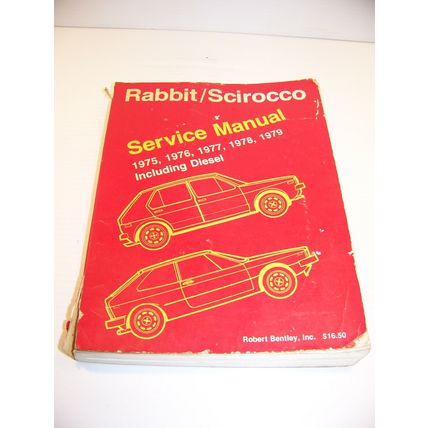 Rabbit/Scirocco
Service Manual
1975, 1976, 1977, 1978, 1979
Including Diesel
Robert Bentley, Inc. $16.50